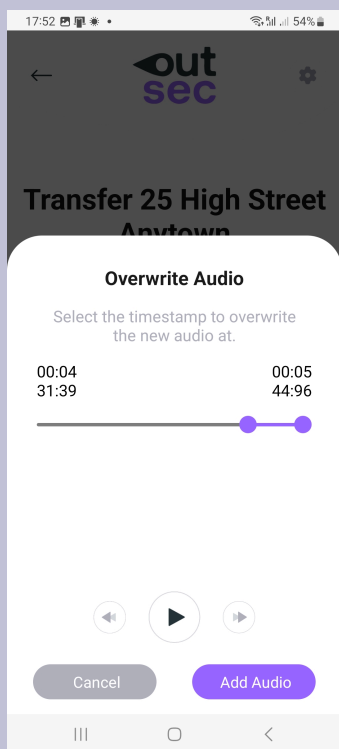 17:52 54%
out
sec
Transfer 25 High Street
Anytown
Overwrite Audio
Select the timestamp to overwrite
the new audio at.
00:04 00:05
31:39 44:96
Cancel Add Audio